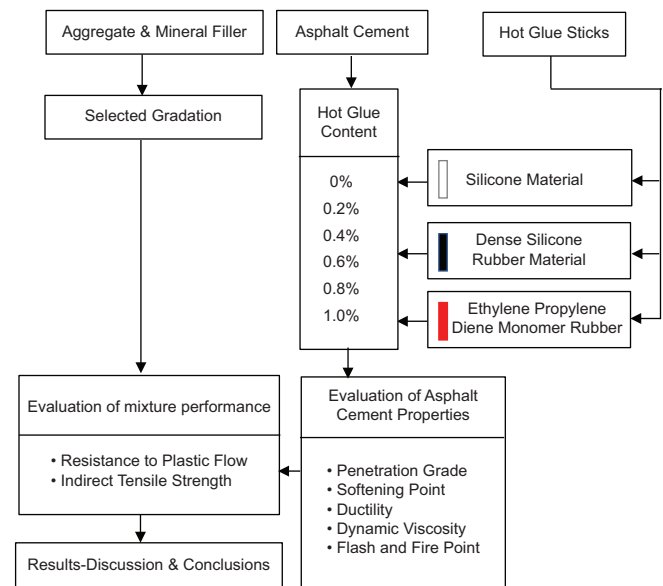 Aggregate & Mineral Filler
Asphalt Cement
Hot Glue Sticks
Selected Gradation
Hot Glue
Content
0%
0.2%
0.4%
0.6%
0.8%
1.0%
Silicone Material
Dense Silicone
Rubber Material
Ethylene Propylene
Diene Monomer Rubber
Evaluation of mixture performance
• Resistance to Plastic Flow
• Indirect Tensile Strength
Evaluation of Asphalt
Cement Properties
• Penetration Grade
• Softening Point
• Ductility
• Dynamic Viscosity
• Flash and Fire Point
Results-Discussion & Conclusions